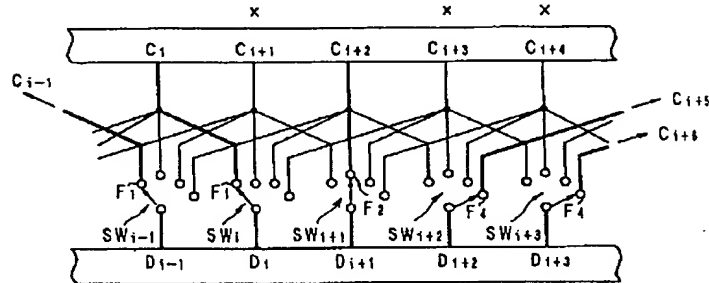 × × ×
Ci Ci+1 Ci+2 Ci+3 Ci+4
Ci-1
Ci+5
Ci+6
F1 F1 F2 F4 F4
SWi-1 SWi SWi+1 SWi+2 SWi+3
Di-1 Di Di+1 Di+2 Di+3